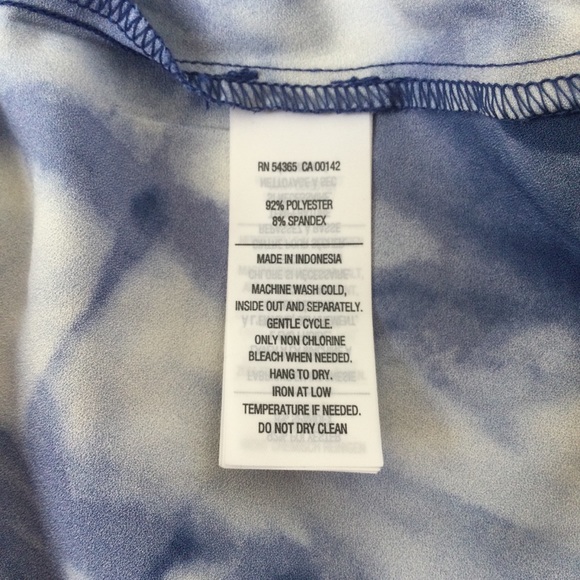 RN 54365 CA 00142
92% POLYESTER
8% SPANDEX
MADE IN INDONESIA
MACHINE WASH COLD,
INSIDE OUT AND SEPARATELY.
GENTLE CYCLE.
ONLY NON CHLORINE
BLEACH WHEN NEEDED.
HANG TO DRY.
IRON AT LOW
TEMPERATURE IF NEEDED.
DO NOT DRY CLEAN